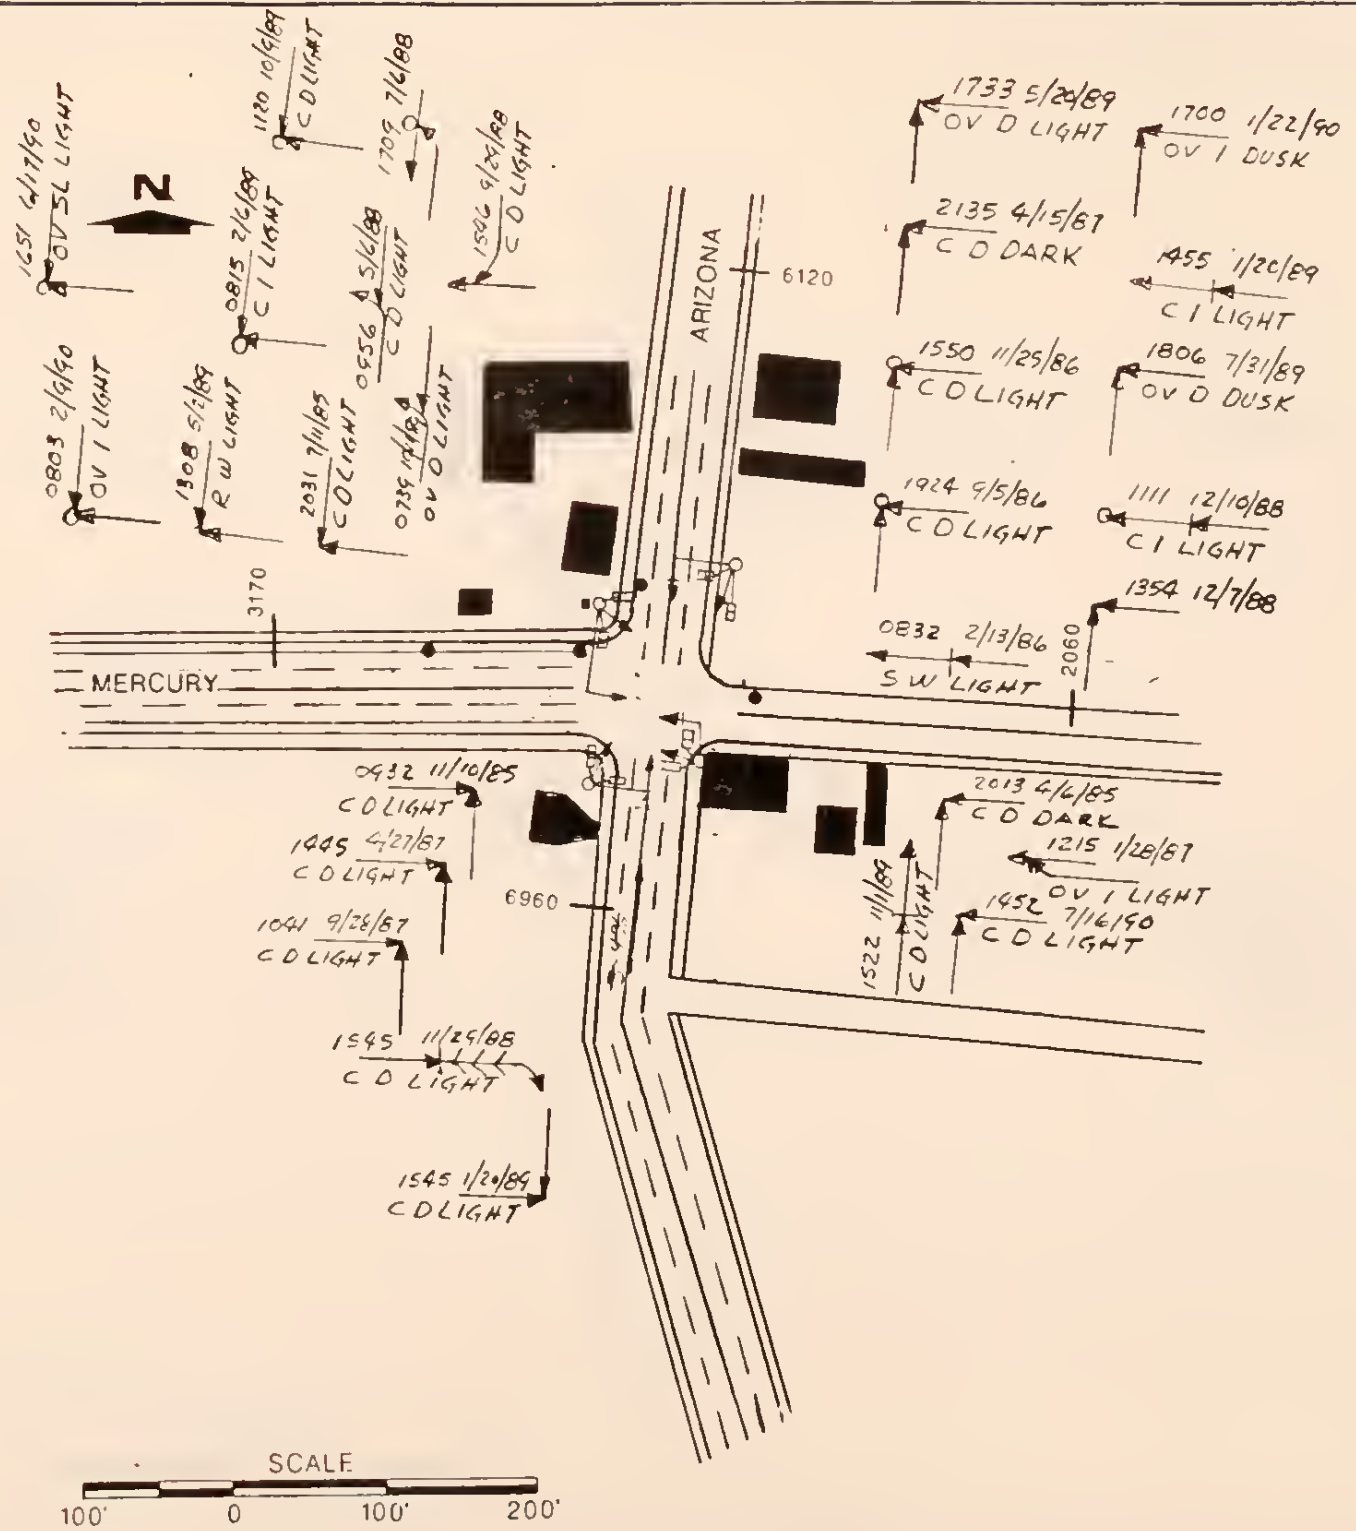 1651 6/17/90
OV SL LIGHT
N
1120 10/9/89
C D LIGHT
1709 7/6/88
0815 2/6/89
C I LIGHT
0956 5/6/88
C D LIGHT
1546 9/29/88
C D LIGHT
0803 2/9/90
OV I LIGHT
1308 5/2/89
R W LIGHT
2031 7/11/85
C D LIGHT
0739
OV D LIGHT
ARIZONA
6120
1733 5/20/89
OV D LIGHT
1700 1/22/90
OV I DUSK
2135 4/15/87
C D DARK
1455 1/20/89
C I LIGHT
1550 11/25/86
C D LIGHT
1806 7/31/89
OV D DUSK
1924 9/5/86
C D LIGHT
1111 12/10/88
C I LIGHT
1354 12/7/88
0832 2/13/86
S W LIGHT
2060
3170
MERCURY
0932 11/10/85
C D LIGHT
1445 4/27/87
C D LIGHT
1041 9/28/87
C D LIGHT
1545 11/29/88
C D LIGHT
1545 1/20/89
C D LIGHT
6960
2013 4/6/85
C D DARK
1215 1/28/87
OV I LIGHT
1522 11/1/89
C D LIGHT
1452 7/16/90
C D LIGHT
SCALE
100' 0 100' 200'